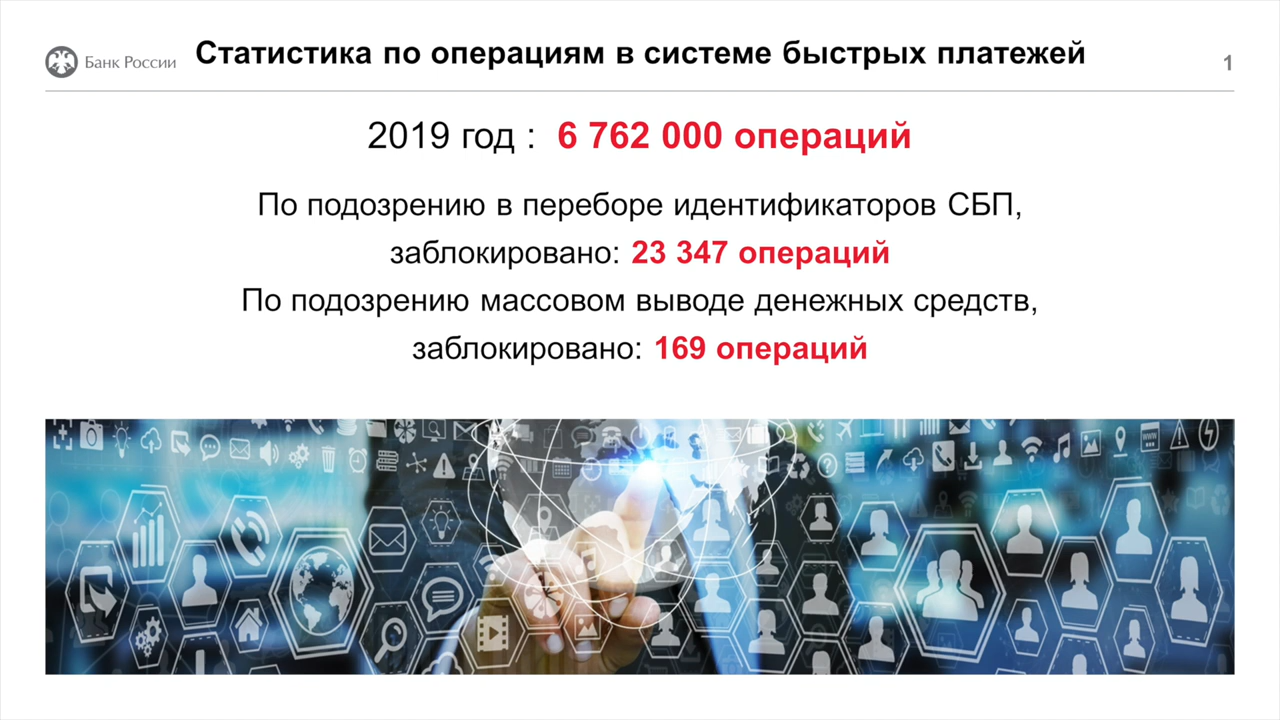 Банк России
Статистика по операциям в системе быстрых платежей
1
2019 год : 6 762 000 операций
По подозрению в переборе идентификаторов СБП,
заблокировано: 23 347 операций
По подозрению массовом выводе денежных средств,
заблокировано: 169 операций